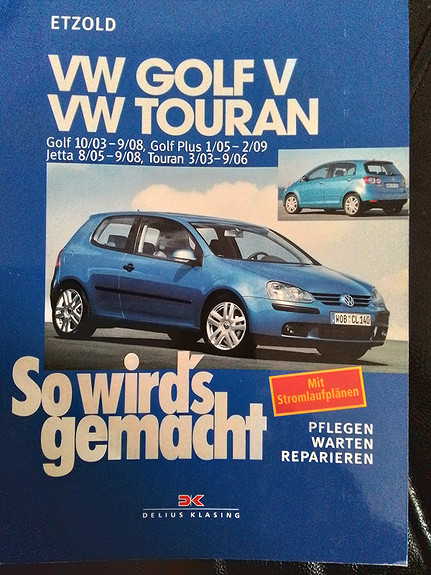 ETZOLD
VW GOLF V
VW TOURAN
Golf 10/03–9/08, Golf Plus 1/05–2/09
Jetta 8/05–9/08, Touran 3/03–9/06
WOB CL 140
So wird's
gemacht
Mit
Stromlaufplänen
PFLEGEN
WARTEN
REPARIEREN
DK
DELIUS KLASING